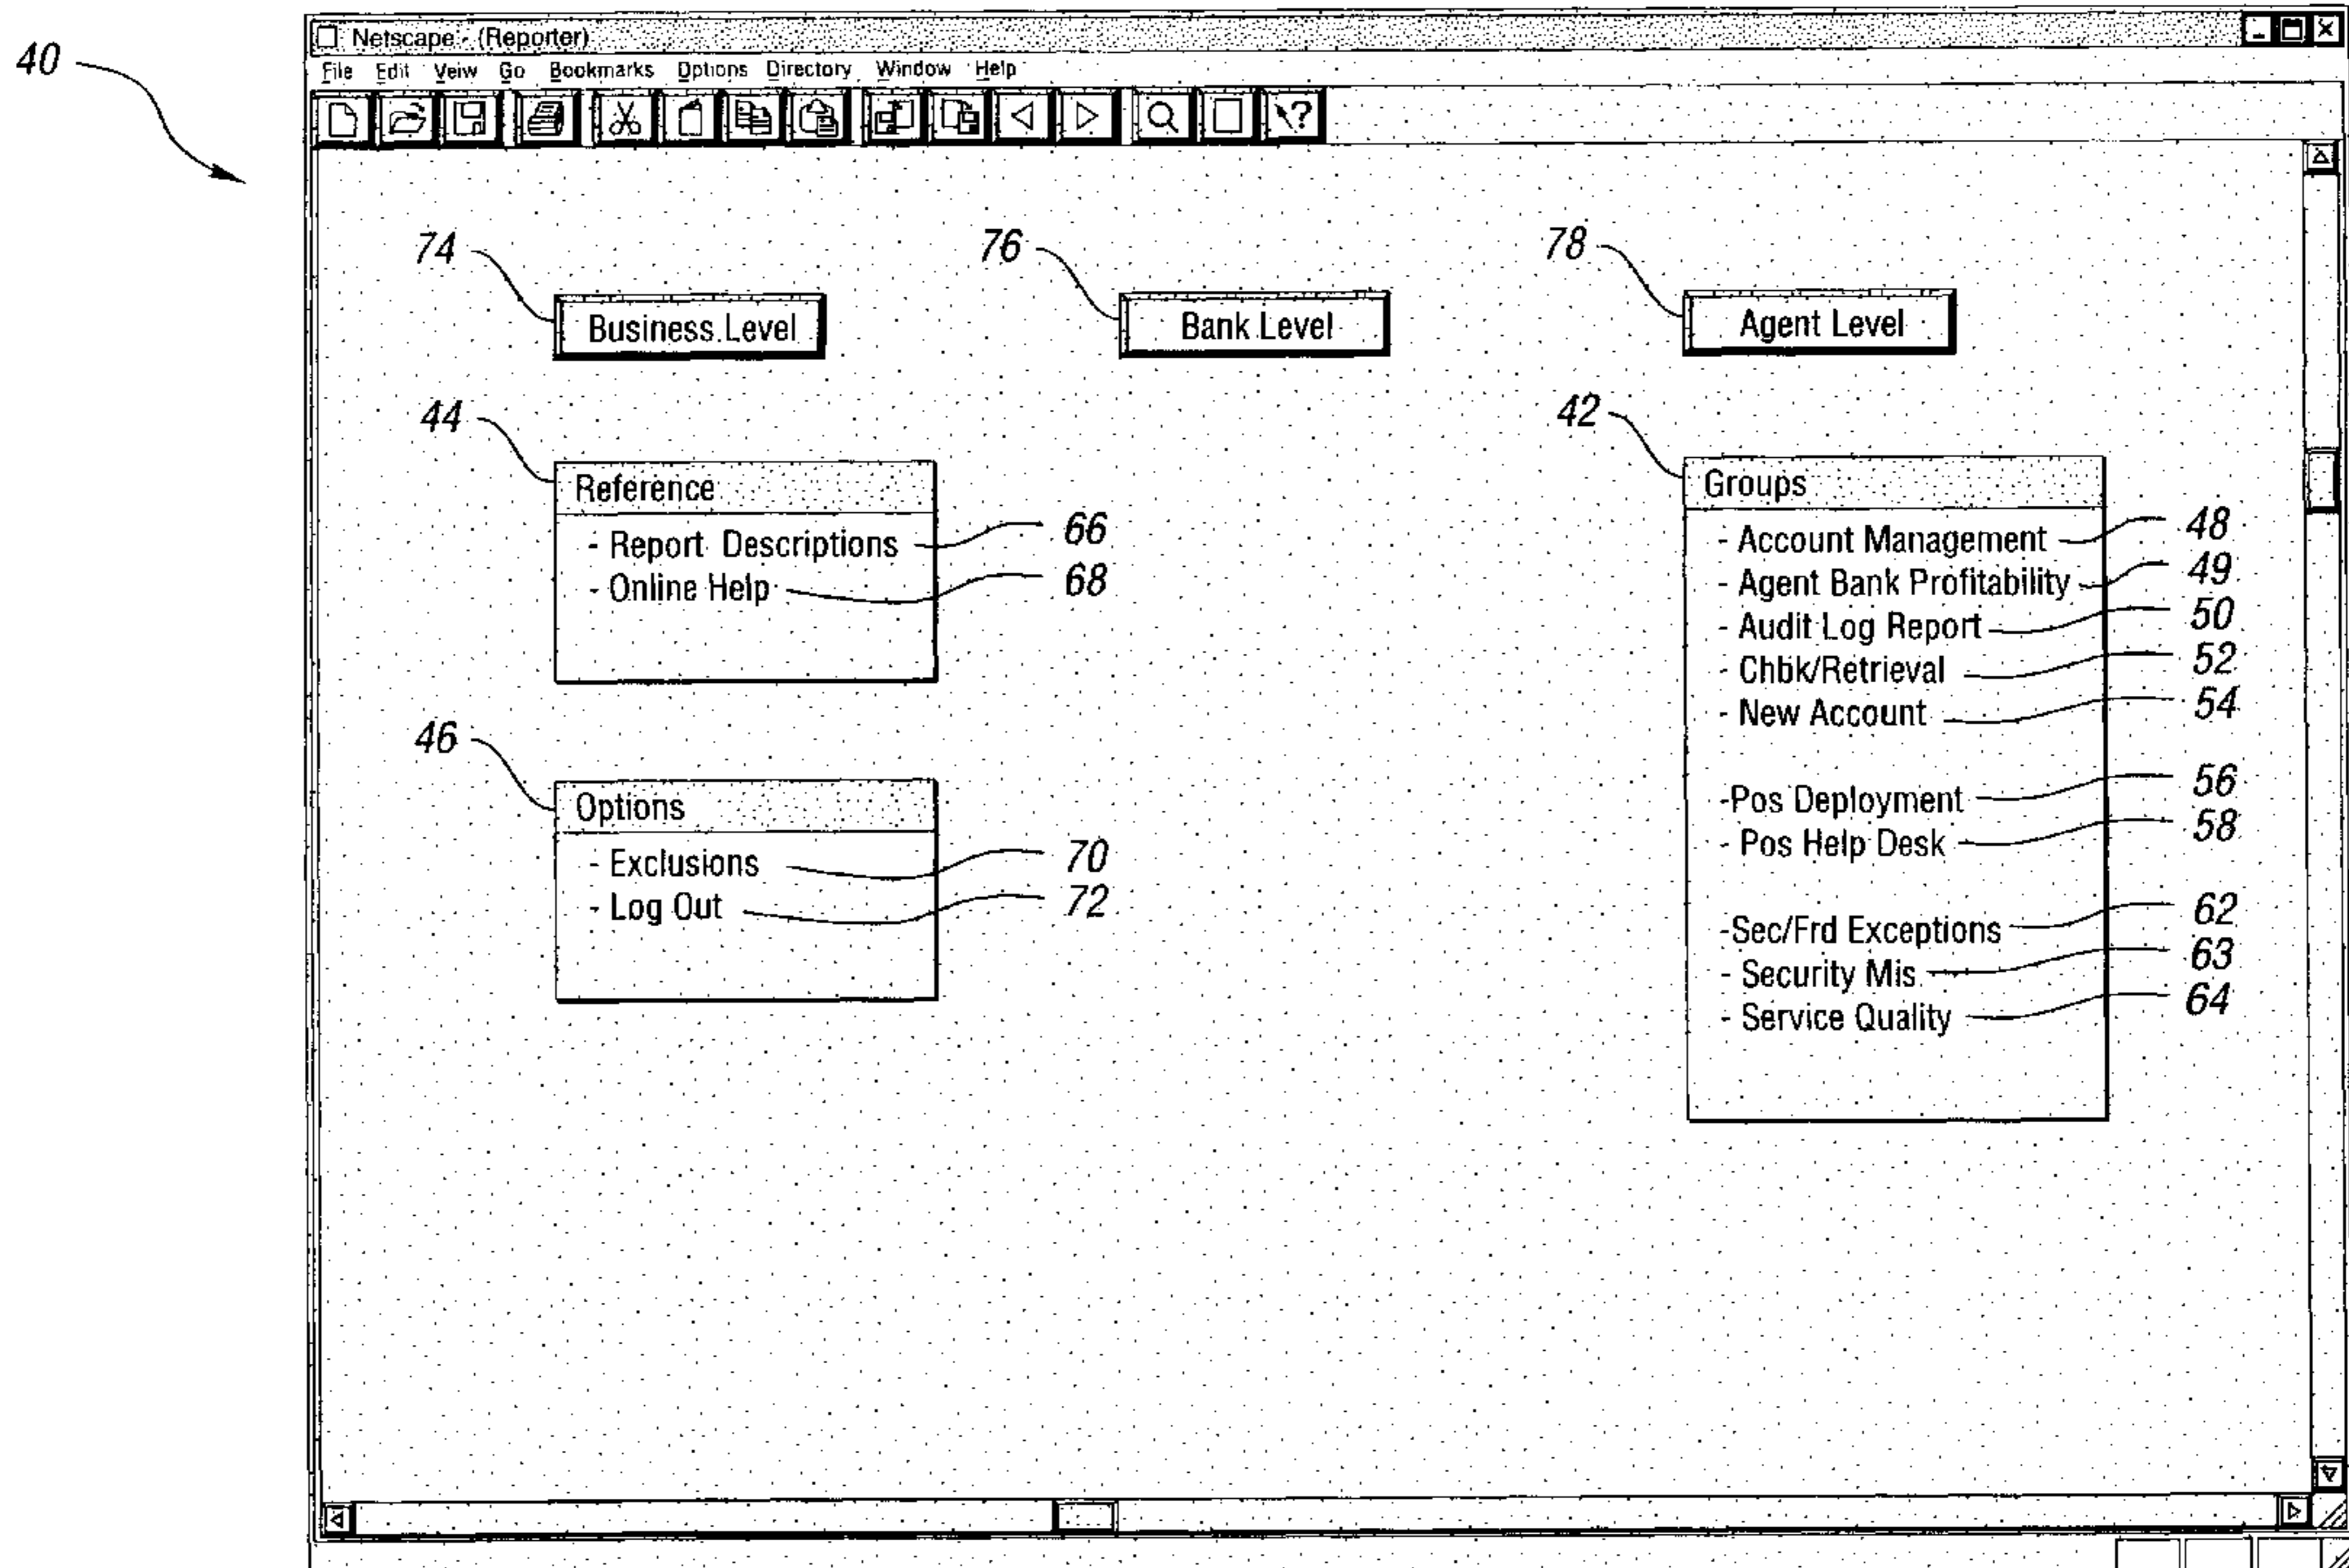 40
Netscape - (Reporter)
File Edit Veiw Go Bookmarks Options Directory Window Help
74 76 78
Business Level Bank Level Agent Level
44 42
Reference
- Report Descriptions 66
- Online Help 68
Groups
- Account Management 48
- Agent Bank Profitability 49
- Audit Log Report 50
- Chbk/Retrieval 52
- New Account 54
-Pos Deployment 56
- Pos Help Desk 58
-Sec/Frd Exceptions 62
- Security Mis 63
- Service Quality 64
46
Options
- Exclusions 70
- Log Out 72